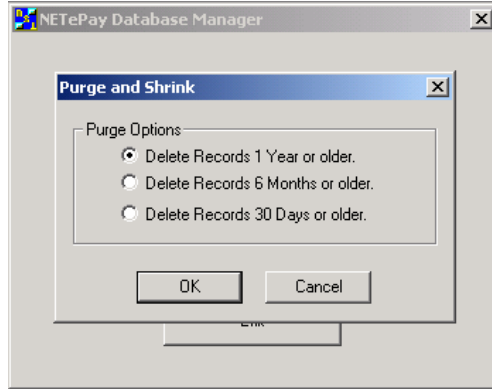 NETePay Database Manager
Purge and Shrink
Purge Options
Delete Records 1 Year or older.
Delete Records 6 Months or older.
Delete Records 30 Days or older.
OK Cancel